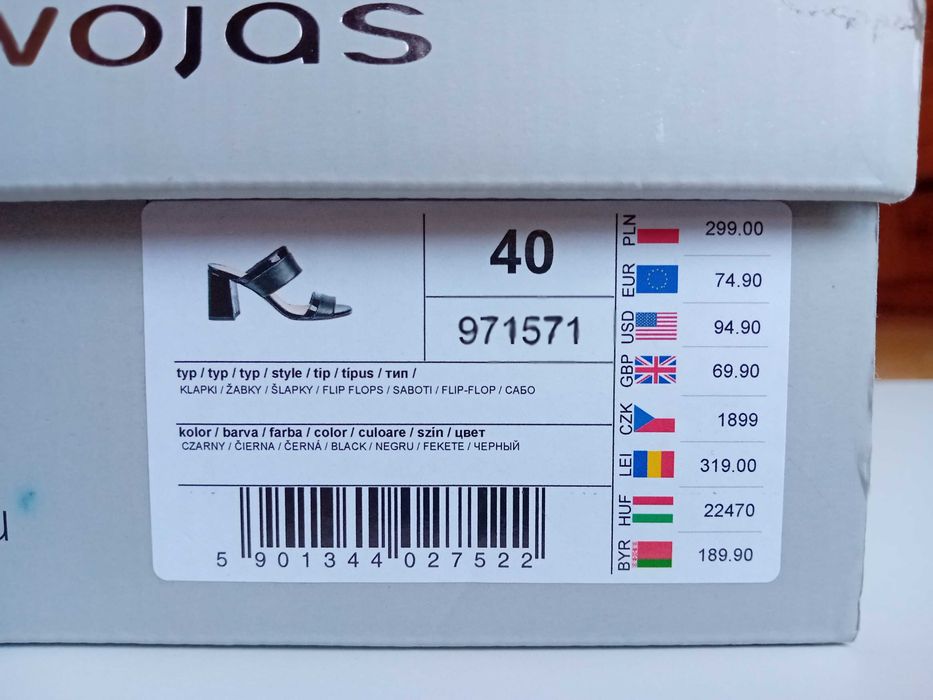 wojas
40
971571
typ / typ / typ / style / tip / típus / тип /
KLAPKI / ŽABKY / ŠLAPKY / FLIP FLOPS / SABOTI / FLIP-FLOP / САБО
kolor / barva / farba / color / culoare / szín / цвет
CZARNY / ČIERNA / ČERNÁ / BLACK / NEGRU / FEKETE / ЧЕРНЫЙ
5 901344 027522
PLN 299.00
EUR 74.90
USD 94.90
GBP 69.90
CZK 1899
LEI 319.00
HUF 22470
BYR 189.90
u